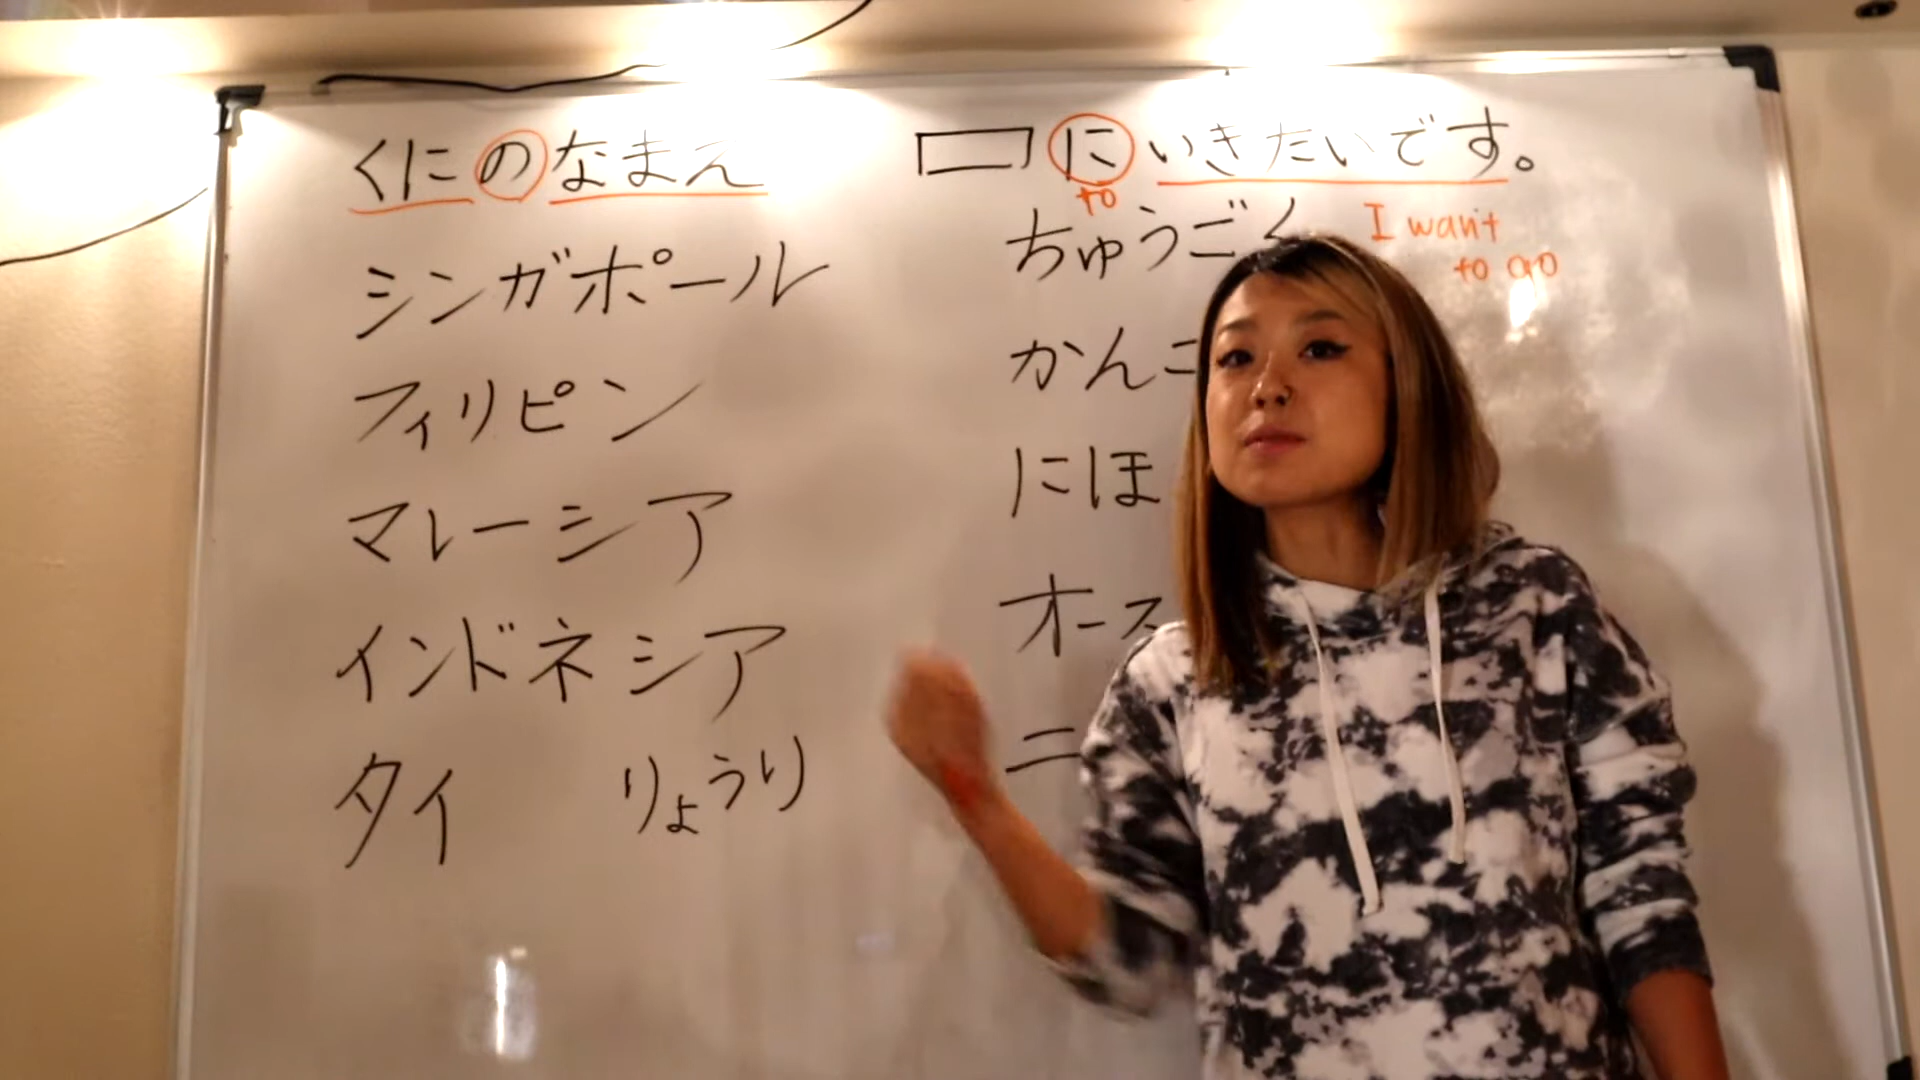 くにのなまえ
シンガポール
フィリピン
マレーシア
インドネシア
タイ りょうり
にいきたいです。
to
ちゅうごく
I want
to go
かんこ
にほ
オース
ニ